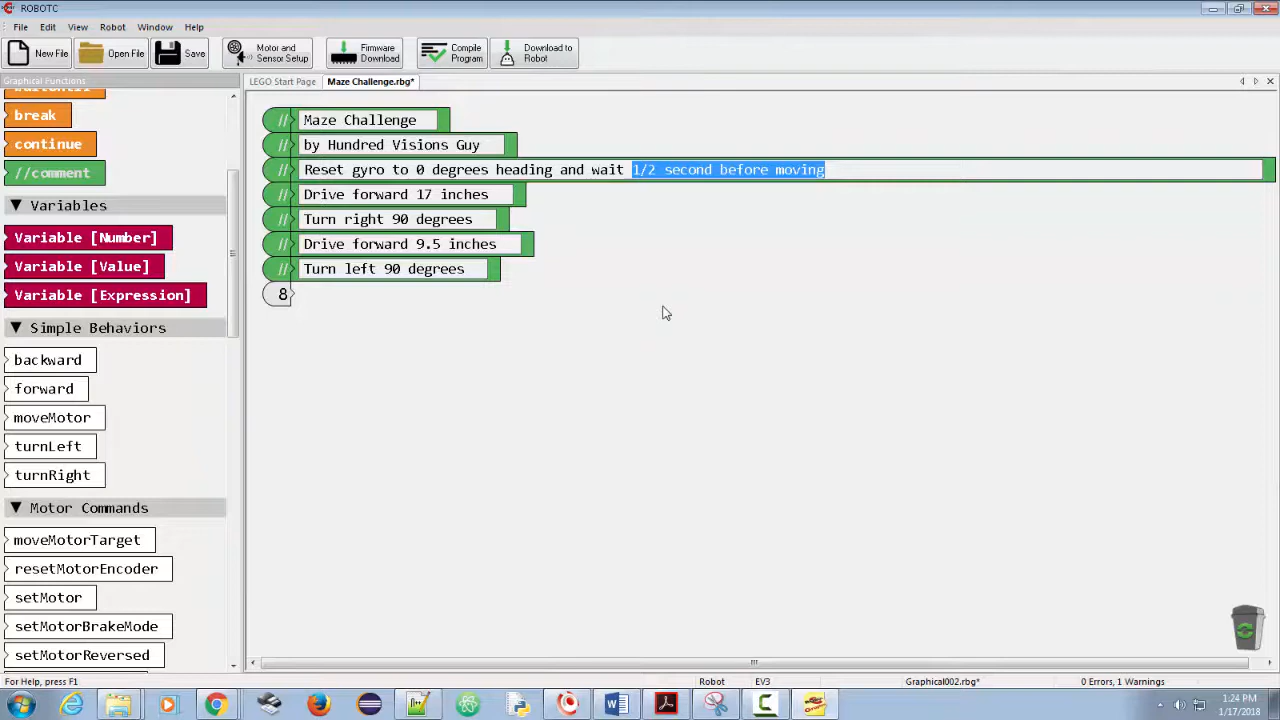 ROBOTC
File Edit View Robot Window Help
New File Open File Save Motor and Sensor Setup Firmware Download Compile Program Download to Robot
Graphical Functions
LEGO Start Page Maze Challenge.rbg*
break
continue
//comment
Variables
Variable [Number]
Variable [Value]
Variable [Expression]
Simple Behaviors
backward
forward
moveMotor
turnLeft
turnRight
Motor Commands
moveMotorTarget
resetMotorEncoder
setMotor
setMotorBrakeMode
setMotorReversed
// Maze Challenge
// by Hundred Visions Guy
// Reset gyro to 0 degrees heading and wait 1/2 second before moving
// Drive forward 17 inches
// Turn right 90 degrees
// Drive forward 9.5 inches
// Turn left 90 degrees
8
For Help, press F1 Robot EV3 Graphical002.rbg* 0 Errors, 1 Warnings
1:24 PM
1/17/2018